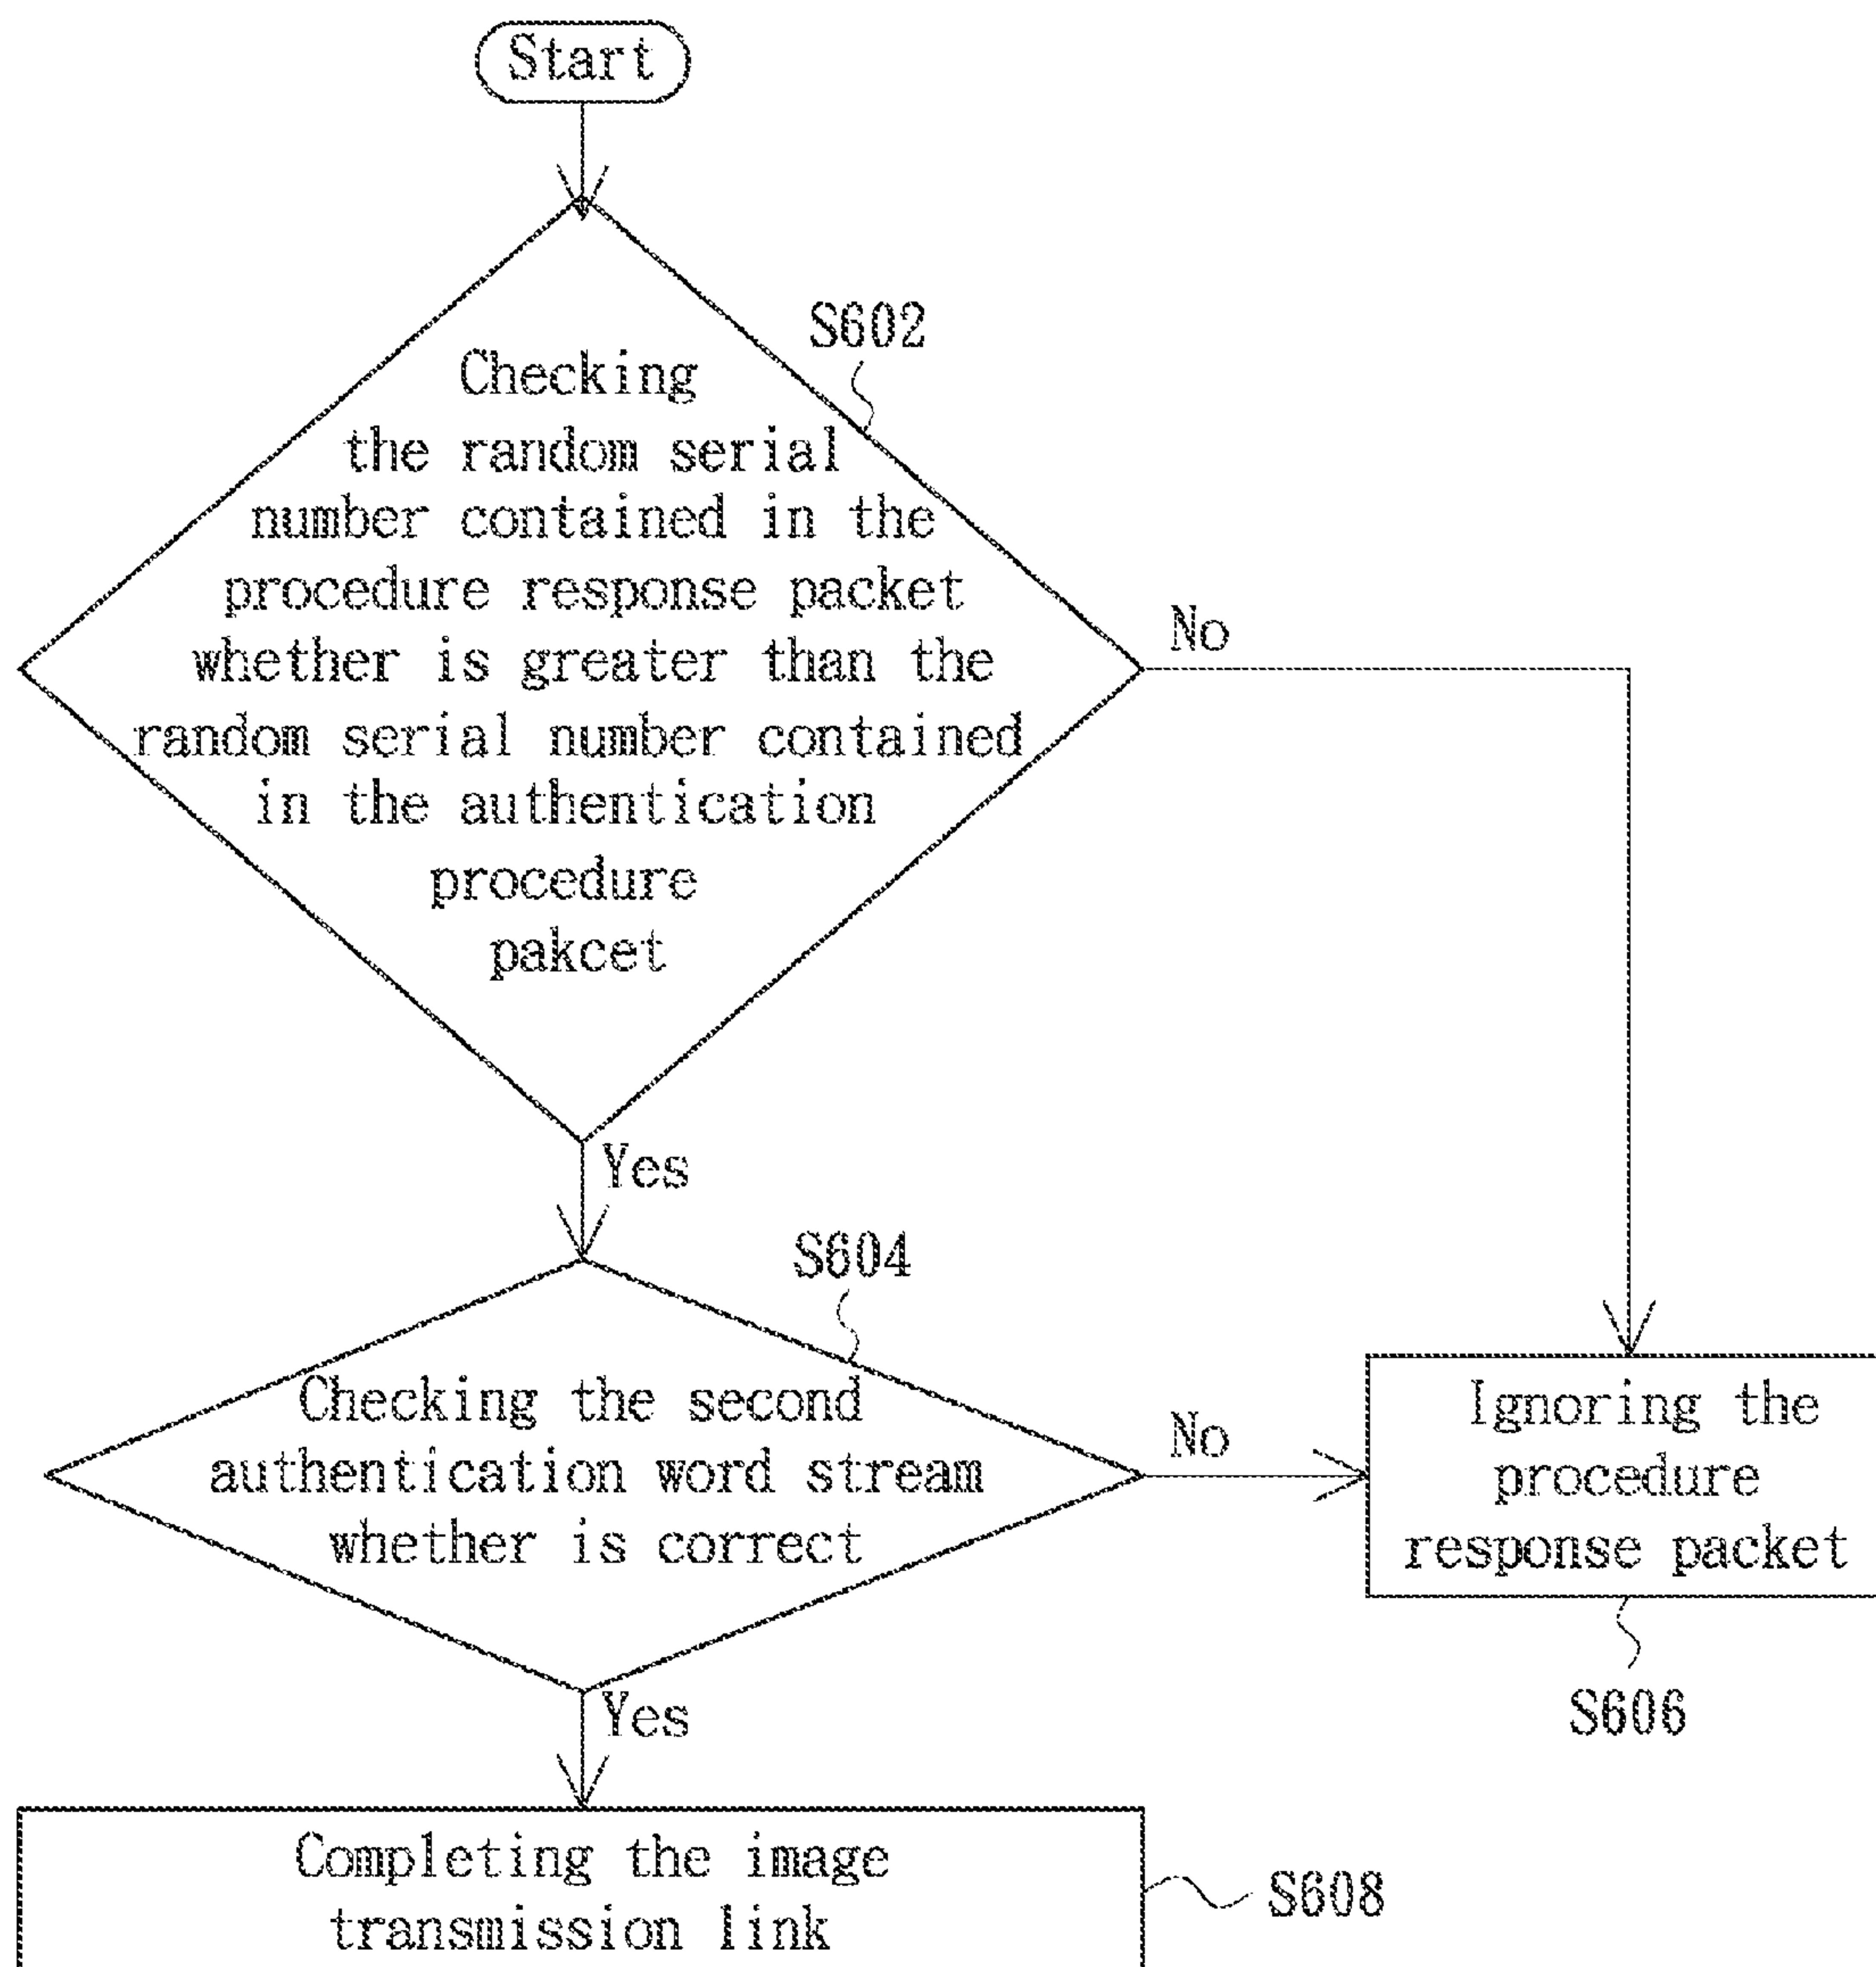 Start
S602
Checking
the random serial
number contained in the
procedure response packet
whether is greater than the
random serial number contained
in the authentication
procedure
pakcet
No
Yes
S604
Checking the second
authentication word stream
whether is correct
No
Ignoring the
procedure
response packet
S606
Yes
Completing the image
transmission link
S608